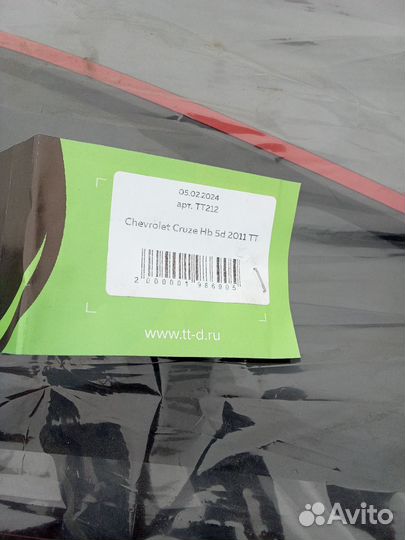 05.02.2024
арт. TT212
Chevrolet Cruze Hb 5d 2011 TT
2 000001 986905
www.tt-d.ru
Avito